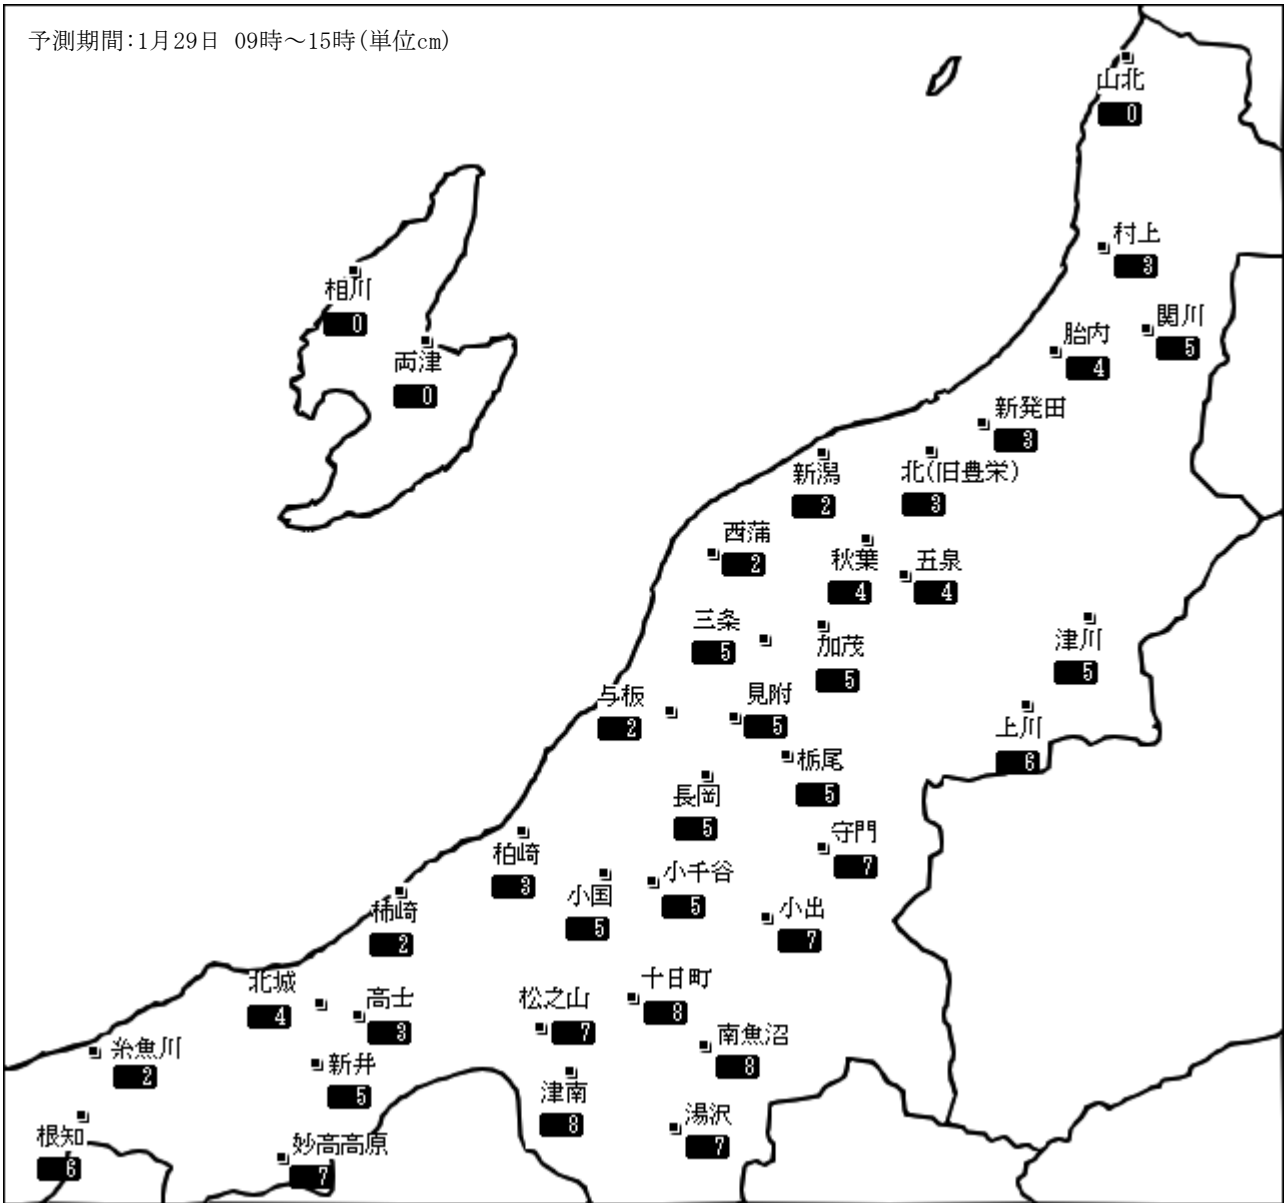 予測期間:1月29日 09時～15時(単位cm)
山北
0
村上
3
相川
0
関川
5
胎内
4
両津
0
新発田
3
新潟
2
北(旧豊栄)
3
西蒲
2
秋葉
4
五泉
4
三条
5
加茂
5
津川
5
与板
2
見附
5
上川
6
栃尾
5
長岡
5
守門
7
柏崎
3
小国
5
小千谷
5
小出
7
柿崎
2
北城
4
高士
3
松之山
7
十日町
8
南魚沼
8
糸魚川
2
新井
5
津南
8
湯沢
7
根知
6
妙高高原
7